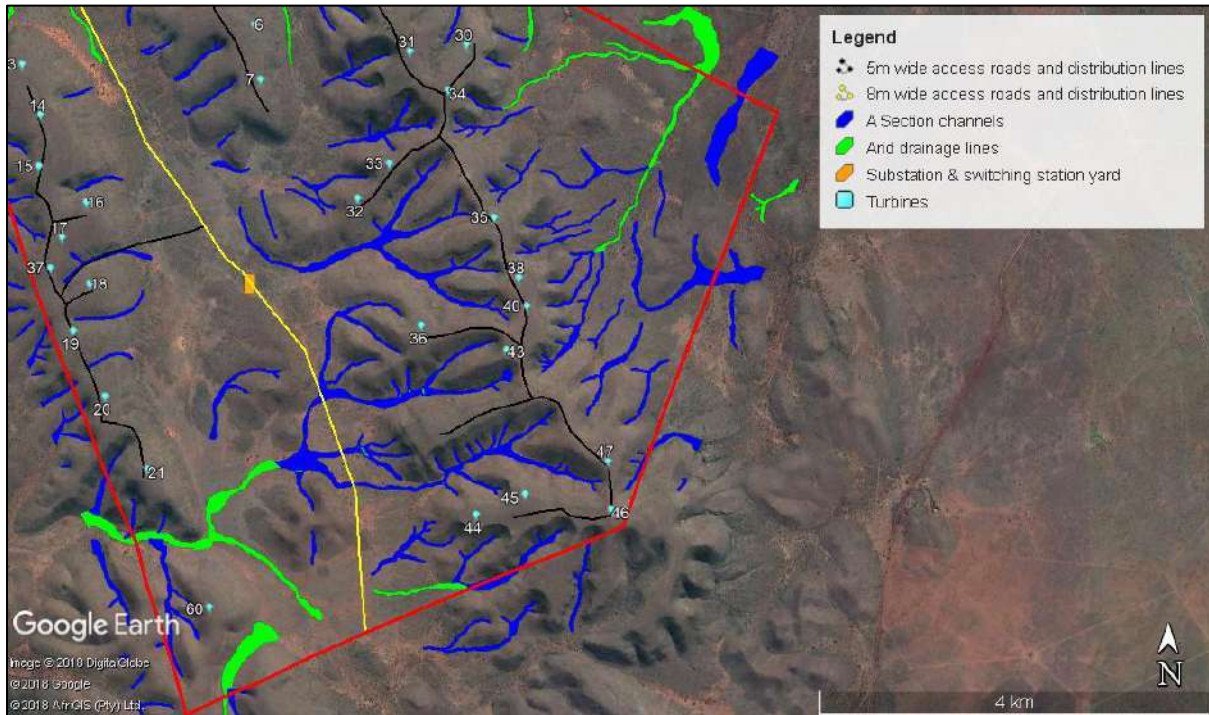 Legend
5m wide access roads and distribution lines
8m wide access roads and distribution lines
A Section channels
Arid drainage lines
Substation & switching station yard
Turbines
6
31
30
3
7
34
14
15
33
16
32
35
17
37
38
18
40
19
36
43
20
47
21
45
44
46
60
Google Earth
Image © 2018 DigitalGlobe
© 2018 Google
© 2018 AfriGIS (Pty) Ltd.
N
4 km